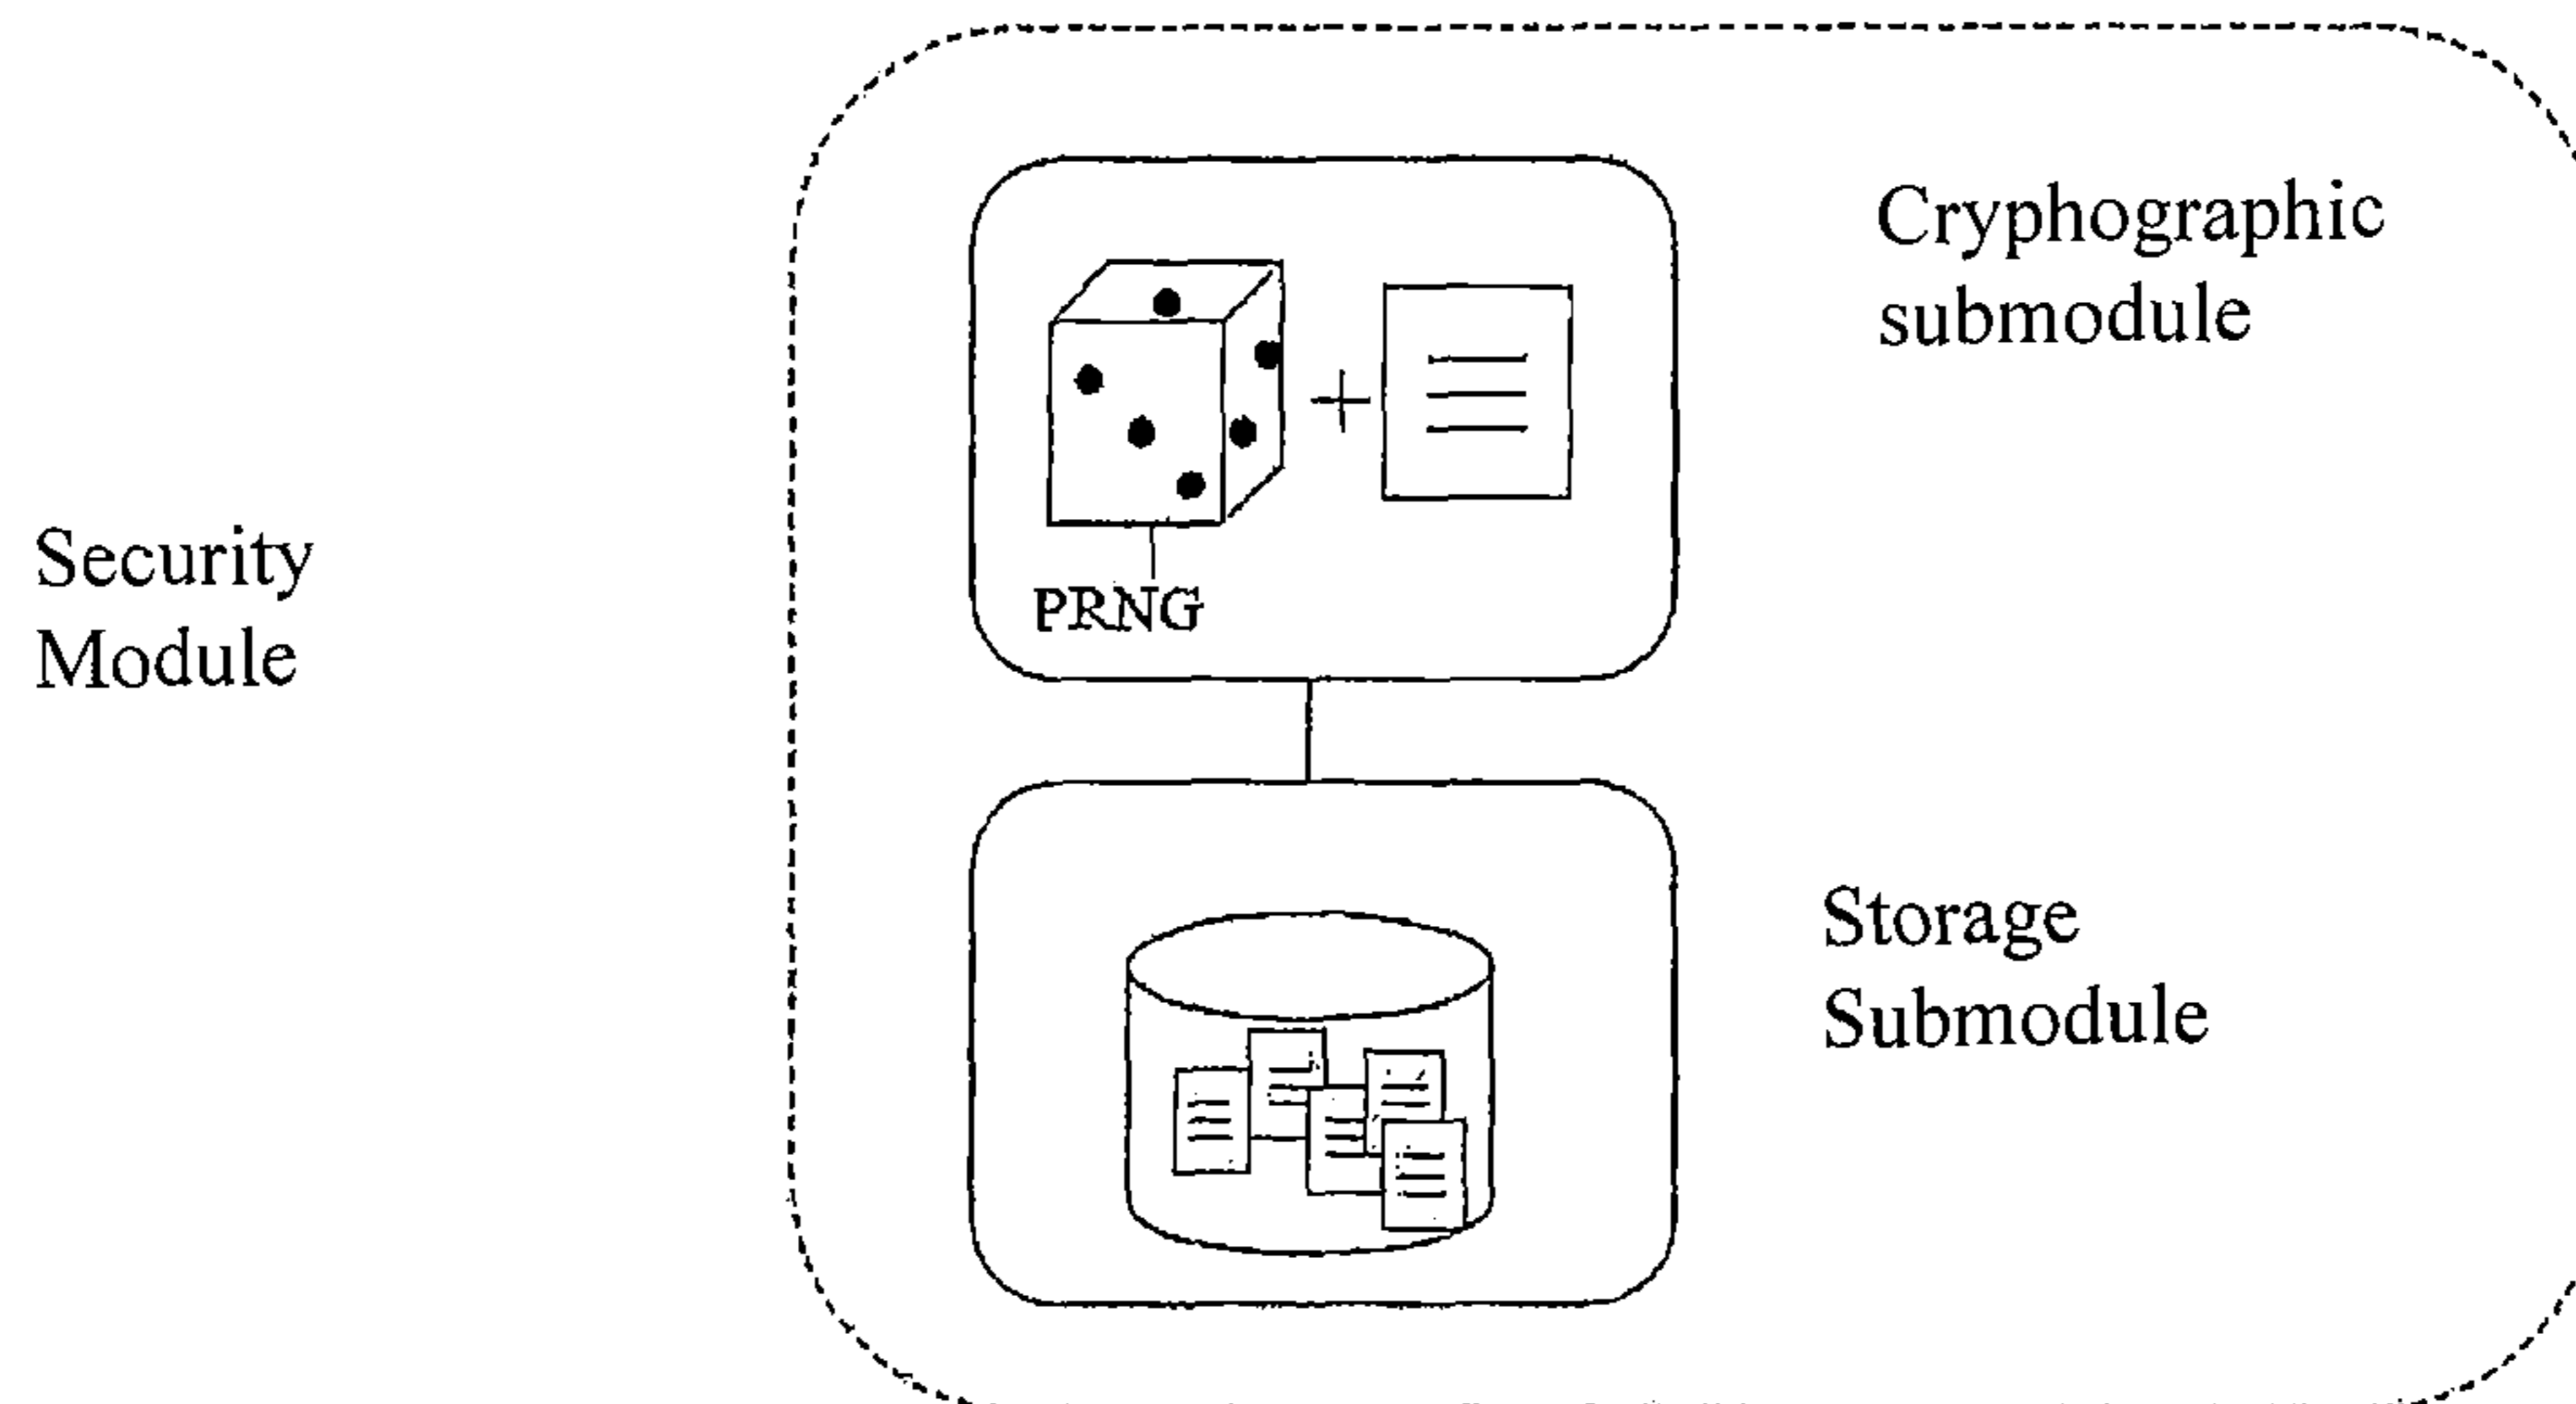 Cryphographic
submodule
Security
Module
PRNG
Storage
Submodule